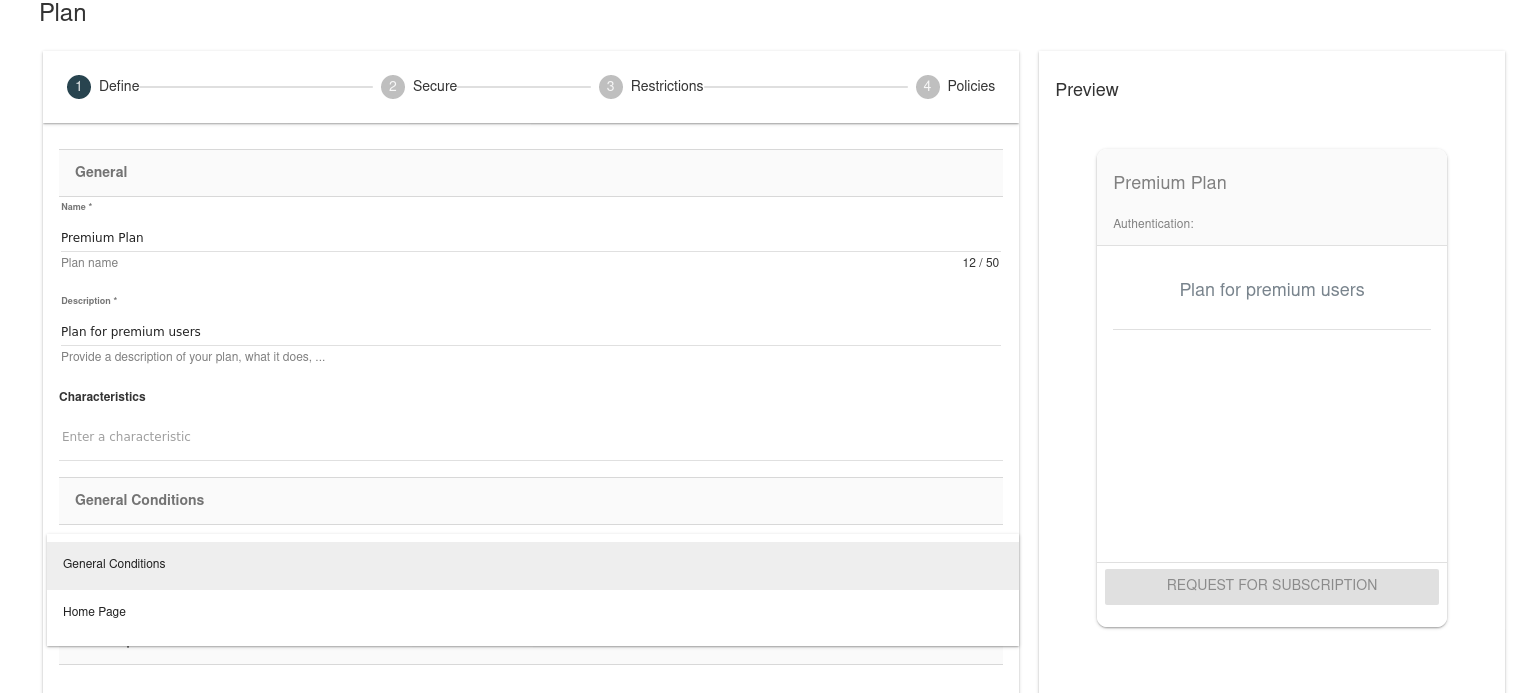 Plan
1 Define 2 Secure 3 Restrictions 4 Policies
General
Name *
Premium Plan
Plan name 12 / 50
Description *
Plan for premium users
Provide a description of your plan, what it does, ...
Characteristics
Enter a characteristic
General Conditions
General Conditions
Home Page
Preview
Premium Plan
Authentication:
Plan for premium users
REQUEST FOR SUBSCRIPTION